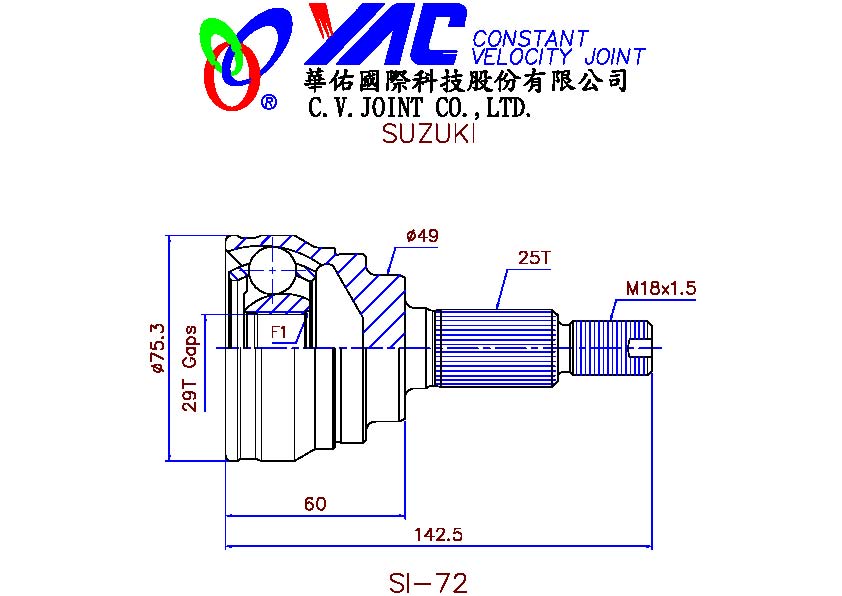 YAC CONSTANT
VELOCITY JOINT
®
華佑國際科技股份有限公司
C.V.JOINT CO.,LTD.
SUZUKI
ø49
25T
M18x1.5
ø75.3
29T Gaps
F1
60
142.5
SI-72